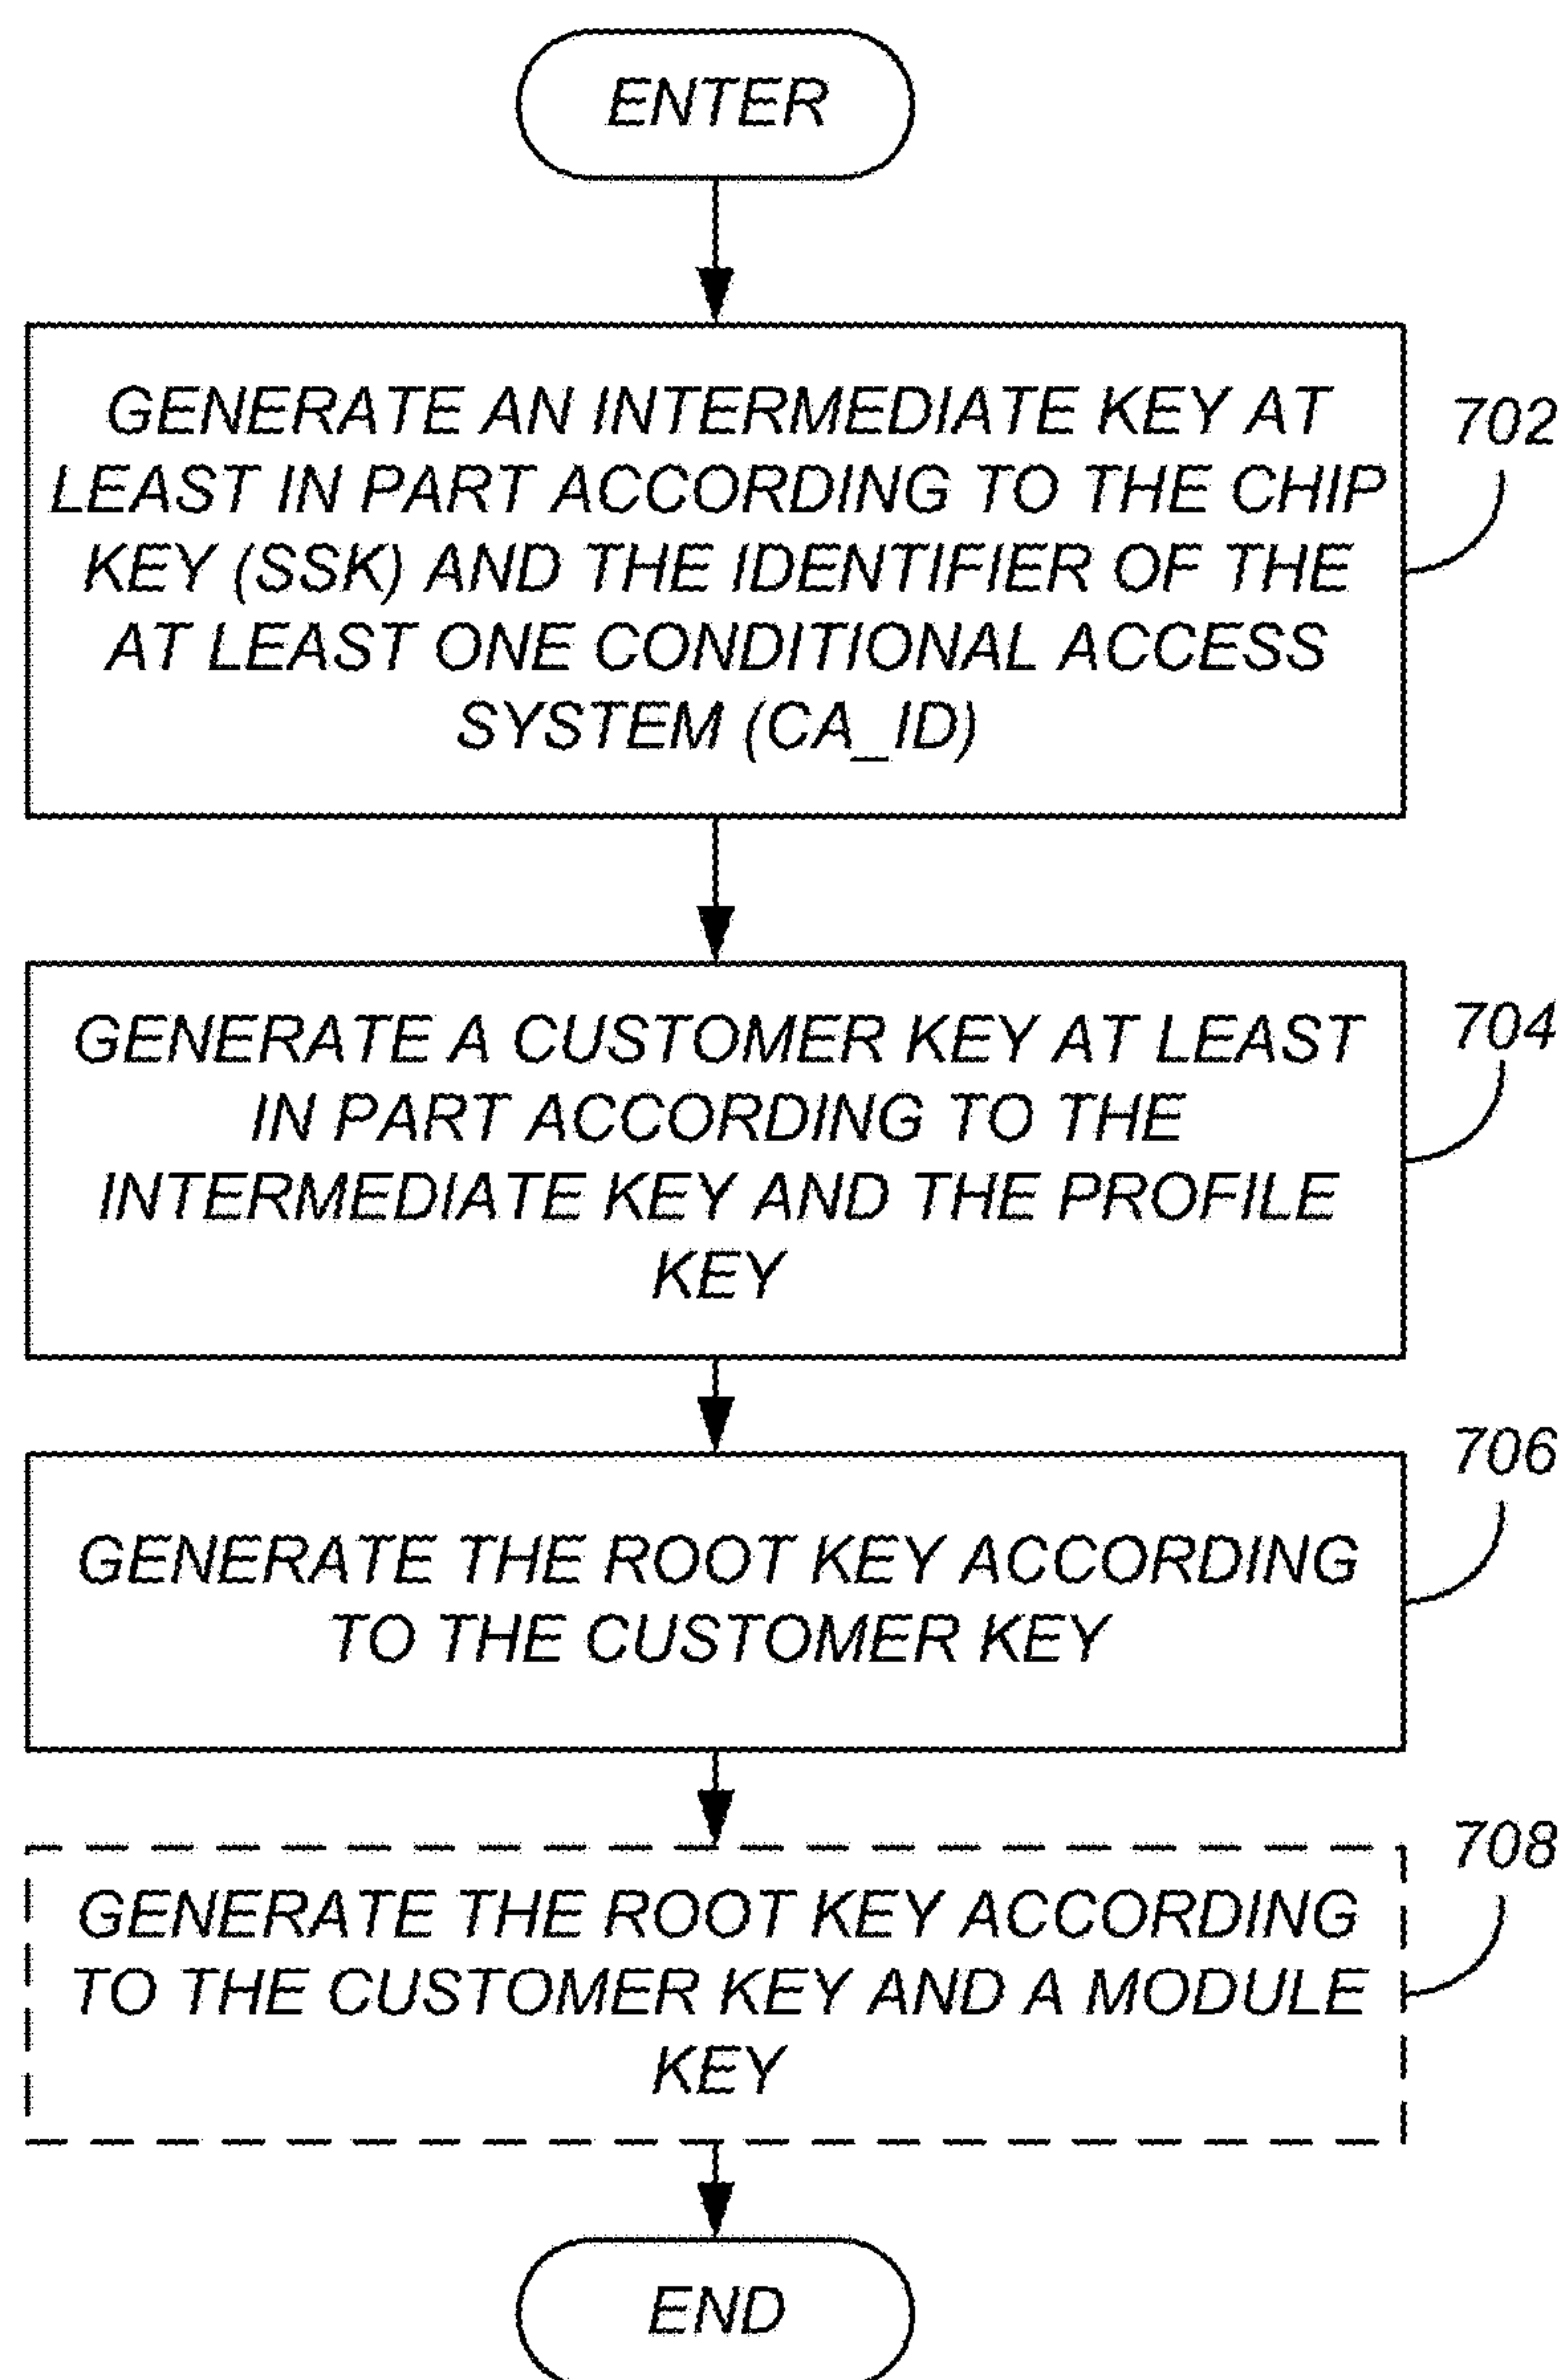 ENTER
GENERATE AN INTERMEDIATE KEY AT
LEAST IN PART ACCORDING TO THE CHIP
KEY (SSK) AND THE IDENTIFIER OF THE
AT LEAST ONE CONDITIONAL ACCESS
SYSTEM (CA_ID)
702
GENERATE A CUSTOMER KEY AT LEAST
IN PART ACCORDING TO THE
INTERMEDIATE KEY AND THE PROFILE
KEY
704
GENERATE THE ROOT KEY ACCORDING
TO THE CUSTOMER KEY
706
GENERATE THE ROOT KEY ACCORDING
TO THE CUSTOMER KEY AND A MODULE
KEY
708
END